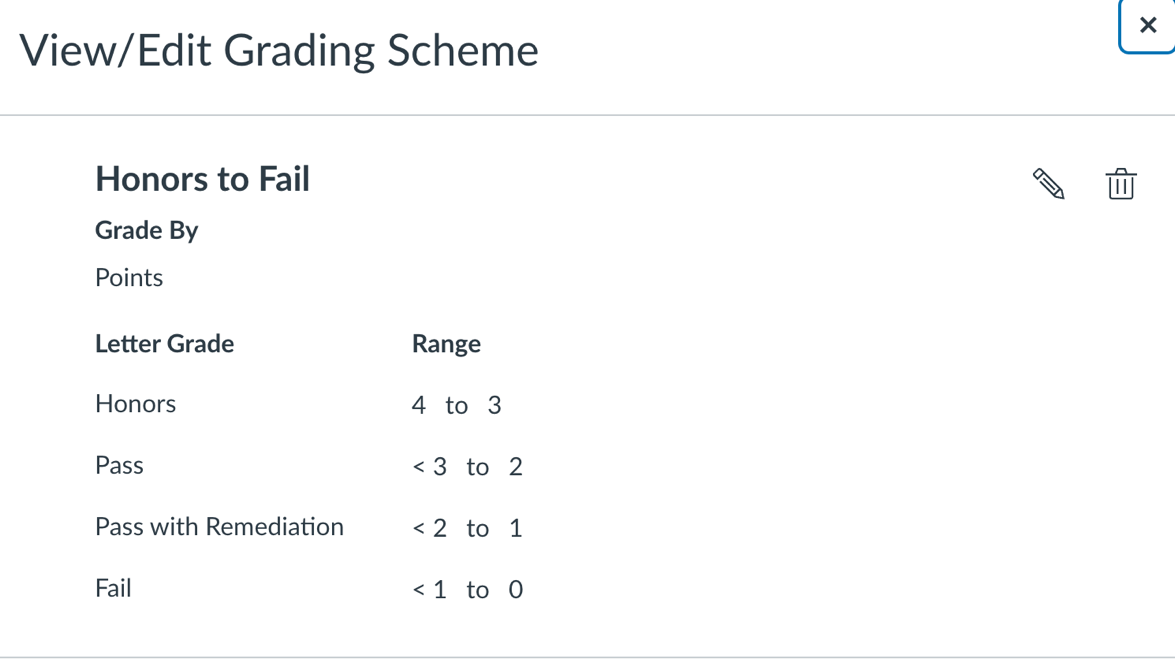 View/Edit Grading Scheme
Honors to Fail
Grade By
Points
Letter Grade Range
Honors 4 to 3
Pass < 3 to 2
Pass with Remediation < 2 to 1
Fail < 1 to 0